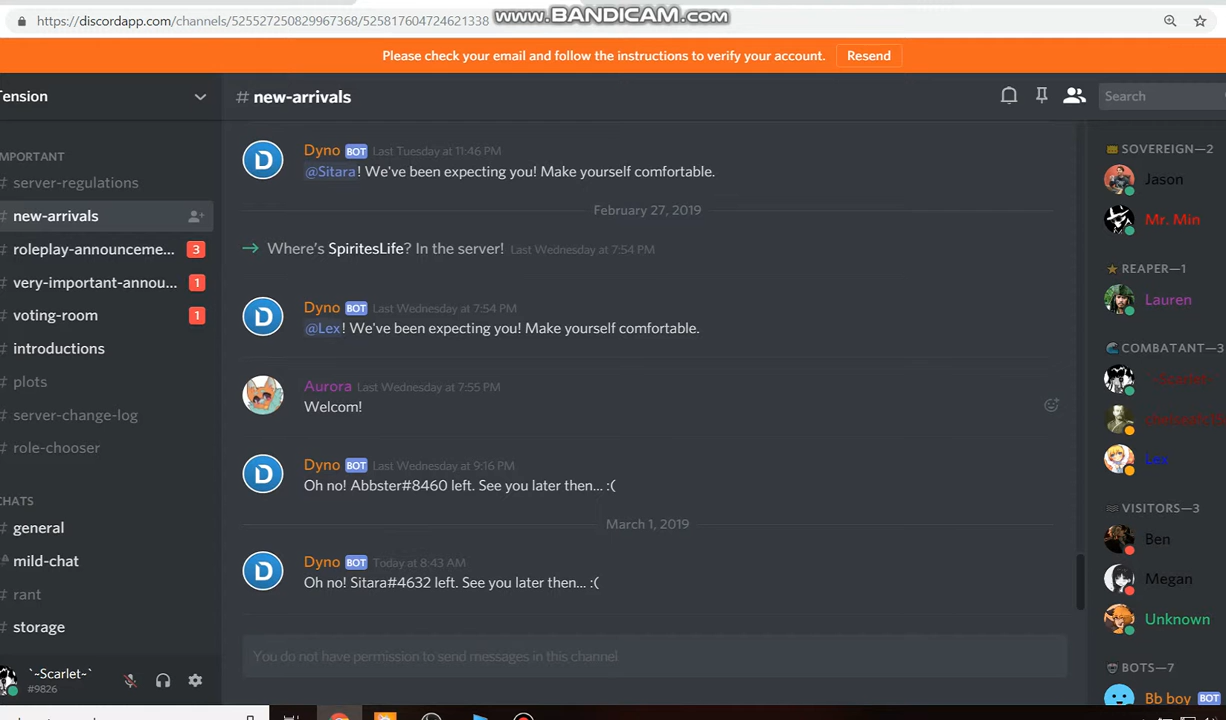 https://discordapp.com/channels/525527250829967368/525817604724621338
www.BANDICAM.com
Please check your email and follow the instructions to verify your account. Resend
ension
# new-arrivals
Search
MPORTANT
server-regulations
new-arrivals
roleplay-announceme... 3
very-important-annou... 1
voting-room 1
introductions
plots
server-change-log
role-chooser
CHATS
general
mild-chat
rant
storage
`~Scarlet~`
#9826
Dyno BOT Last Tuesday at 11:46 PM
@Sitara! We've been expecting you! Make yourself comfortable.
February 27, 2019
Where's SpiritesLife? In the server! Last Wednesday at 7:54 PM
Dyno BOT Last Wednesday at 7:54 PM
@Lex! We've been expecting you! Make yourself comfortable.
Aurora Last Wednesday at 7:55 PM
Welcom!
Dyno BOT Last Wednesday at 9:16 PM
Oh no! Abbster#8460 left. See you later then... :(
March 1, 2019
Dyno BOT Today at 8:43 AM
Oh no! Sitara#4632 left. See you later then... :(
You do not have permission to send messages in this channel
SOVEREIGN—2
Jason
Mr. Min
REAPER—1
Lauren
COMBATANT—3
Lex
VISITORS—3
Ben
Megan
Unknown
BOTS—7
Bb boy BOT